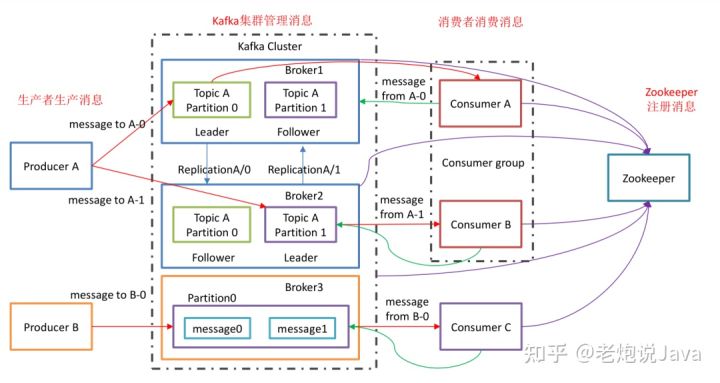 Kafka集群管理消息
消费者消费消息
Kafka Cluster
生产者生产消息
Zookeeper
注册消息
Broker1
Topic A
Partition 0
Topic A
Partition 1
Leader
Follower
message
from A-0
Consumer A
message to A-0
Producer A
message to A-1
ReplicationA/0
ReplicationA/1
Consumer group
Zookeeper
Broker2
Topic A
Partition 0
Topic A
Partition 1
Follower
Leader
message
from A-1
Consumer B
Broker3
Partition0
message0
message1
message to B-0
Producer B
message
from B-0
Consumer C
知乎 @老炮说Java